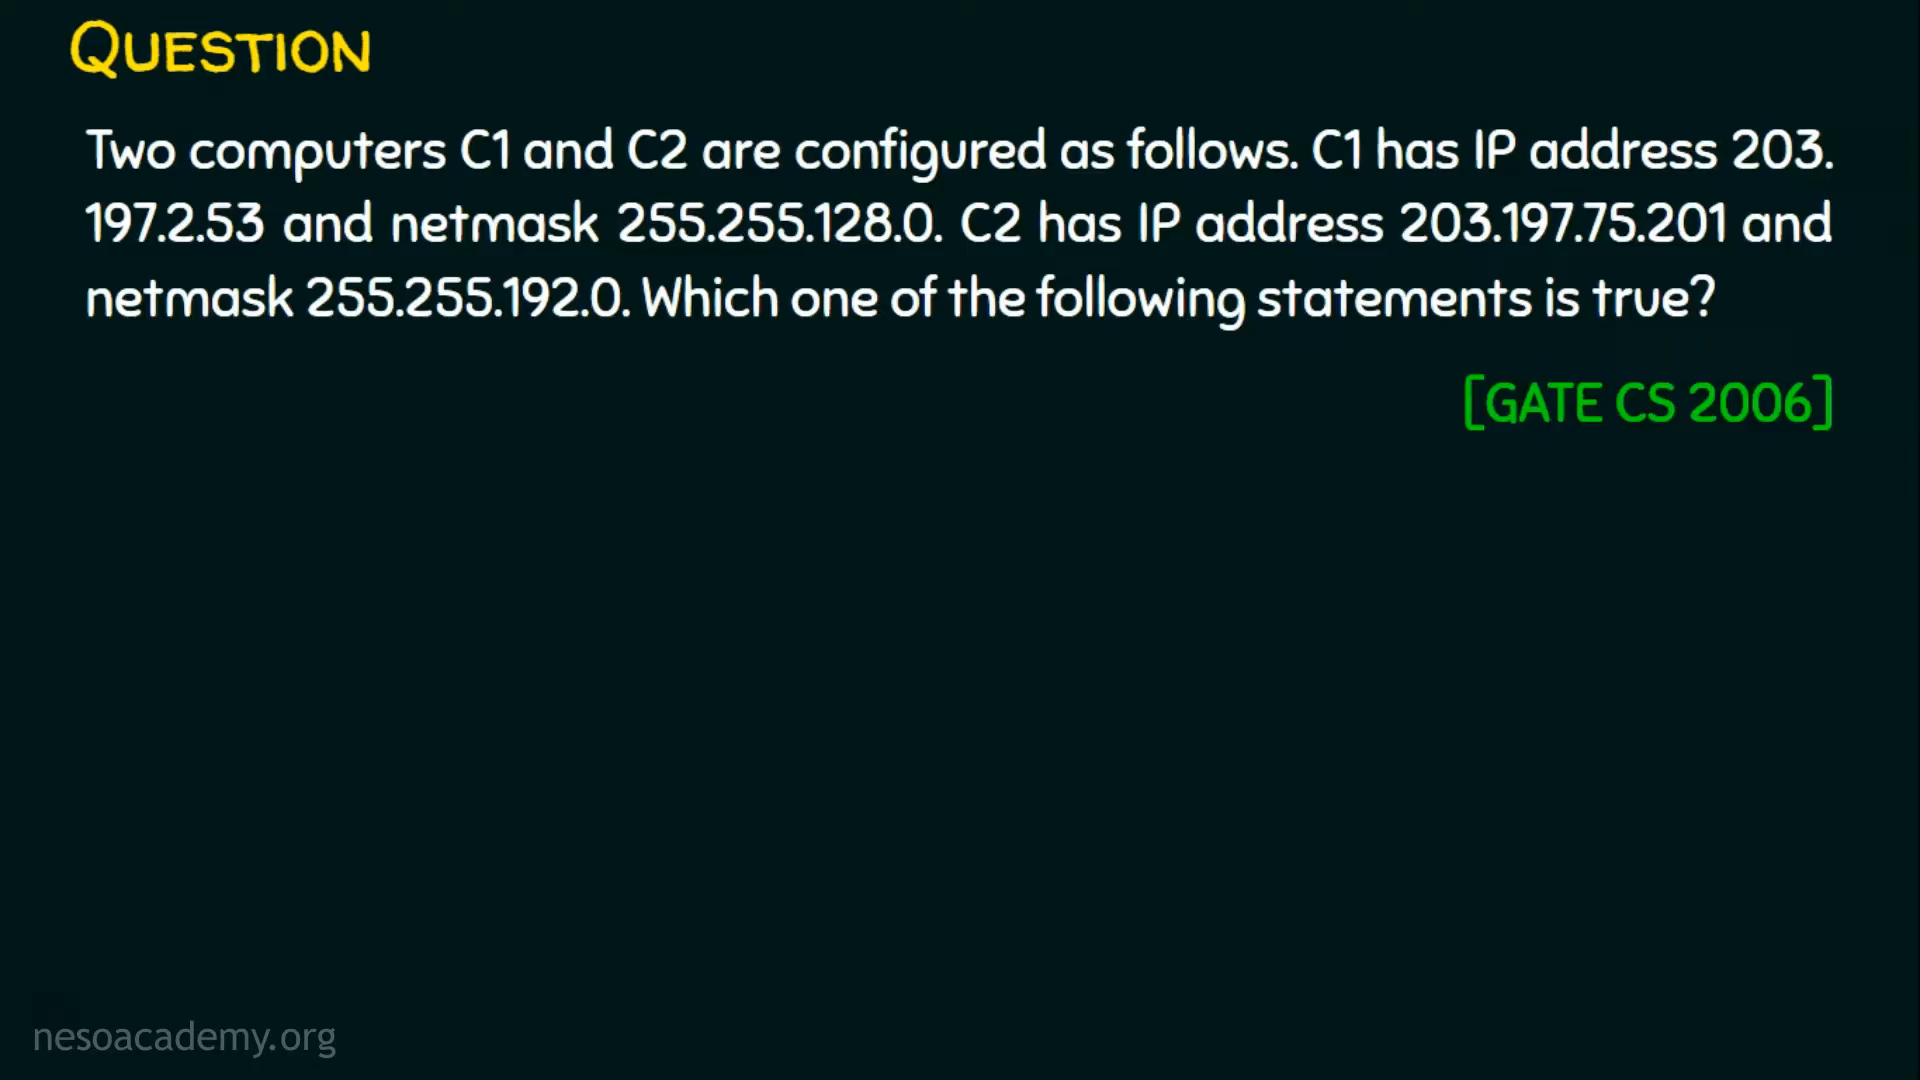 QUESTION
Two computers C1 and C2 are configured as follows. C1 has IP address 203.
197.2.53 and netmask 255.255.128.0. C2 has IP address 203.197.75.201 and
netmask 255.255.192.0. Which one of the following statements is true?
[GATE CS 2006]
nesoacademy.org